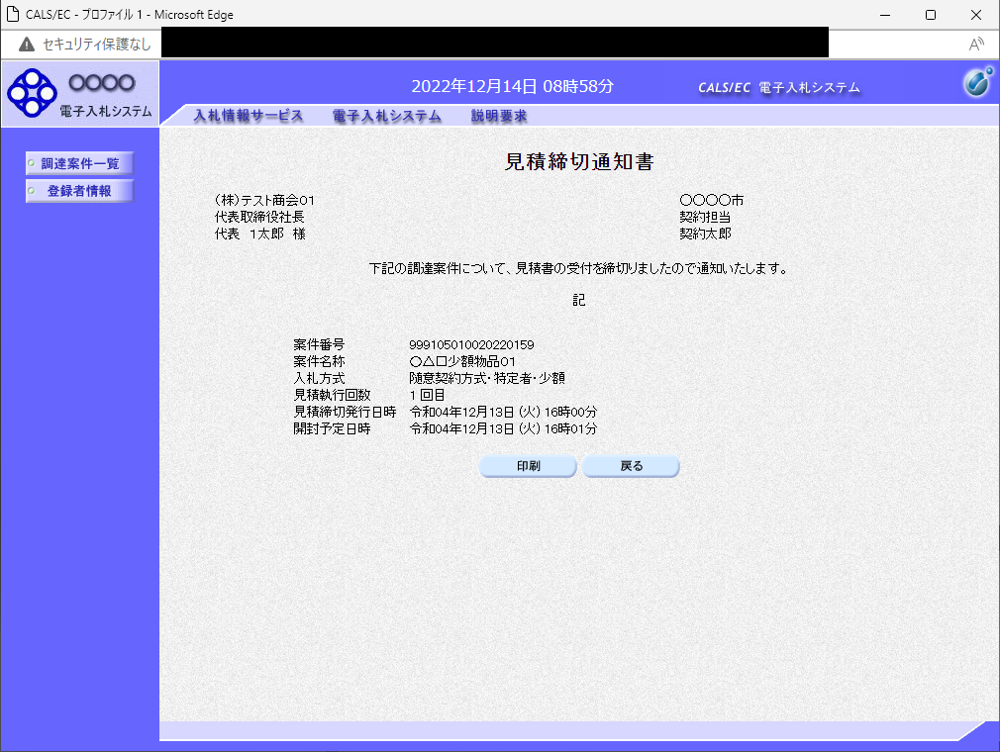 CALS/EC - プロファイル 1 - Microsoft Edge
セキュリティ保護なし
〇〇〇〇
電子入札システム
2022年12月14日 08時58分
CALS/EC 電子入札システム
入札情報サービス 電子入札システム 説明要求
調達案件一覧
登録者情報
見積締切通知書
(株)テスト商会01
代表取締役社長
代表 1太郎 様
〇〇〇〇市
契約担当
契約太郎
下記の調達案件について、見積書の受付を締切りましたので通知いたします。
記
案件番号 999105010020220159
案件名称 〇△口少額物品01
入札方式 随意契約方式・特定者・少額
見積執行回数 1 回目
見積締切発行日時 令和04年12月13日 (火) 16時00分
開封予定日時 令和04年12月13日 (火) 16時01分
印刷 戻る